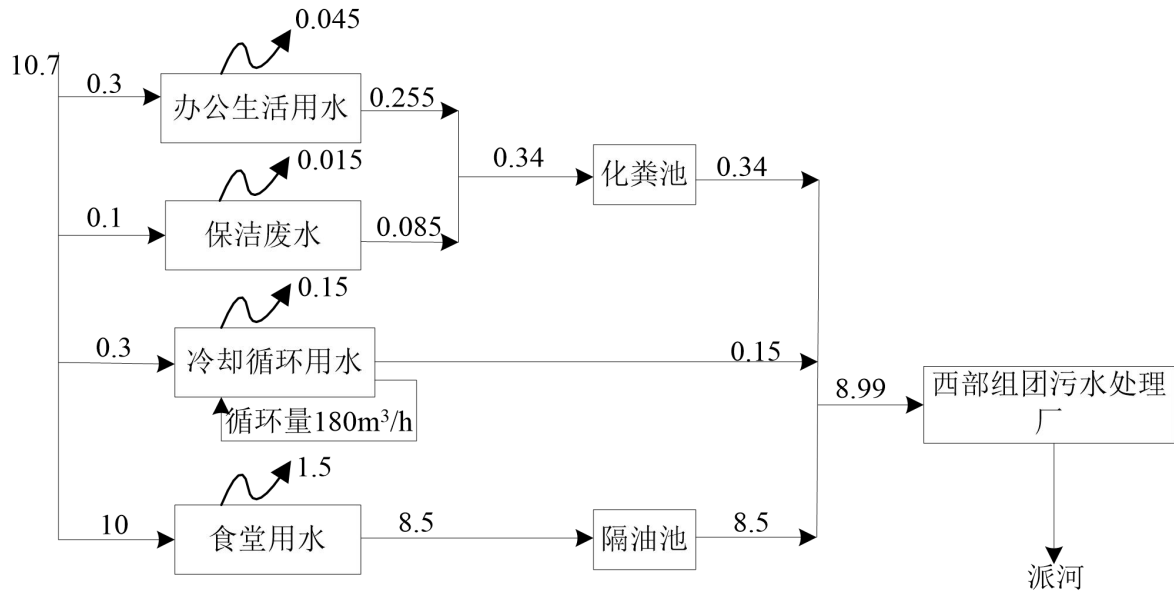 0.045
10.7
0.3
办公生活用水
0.255
0.015
0.34
化粪池
0.34
0.1
保洁废水
0.085
0.15
0.3
冷却循环用水
0.15
循环量180m³/h
8.99
西部组团污水处理
厂
1.5
10
食堂用水
8.5
隔油池
8.5
派河